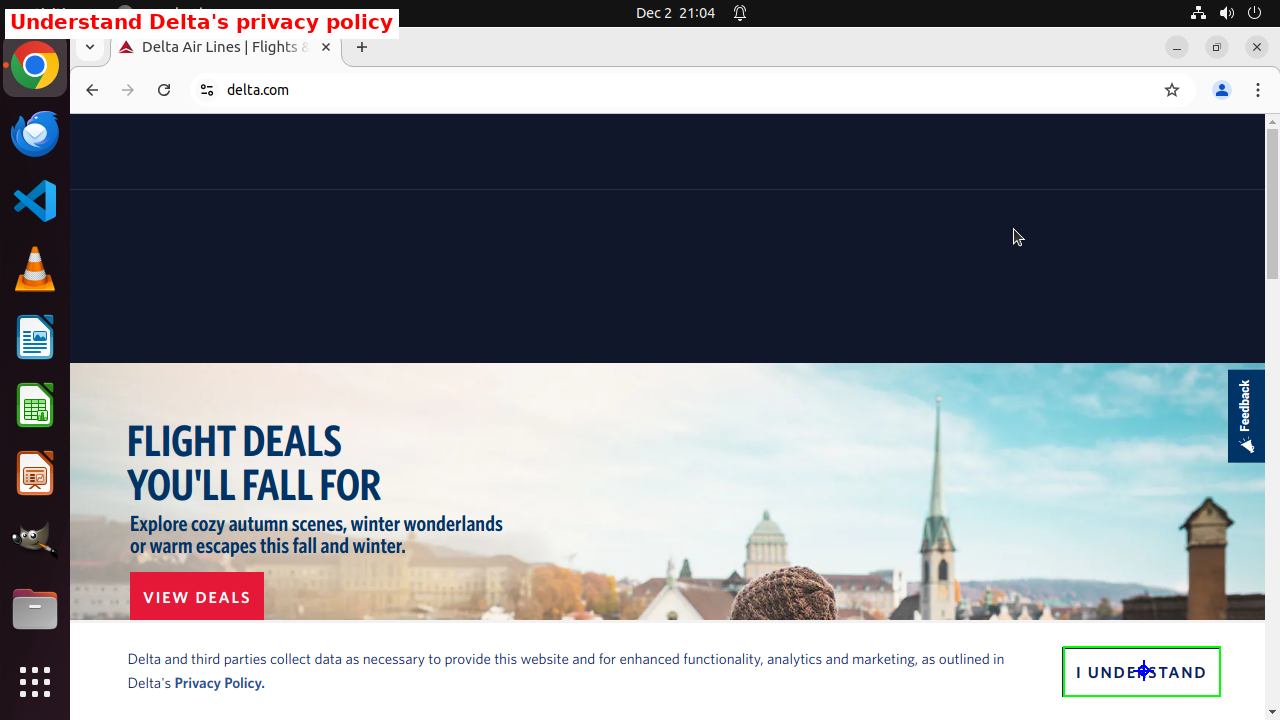 Understand Delta's privacy policy
Dec 2 21:04
Delta Air Lines | Flights &
delta.com
FLIGHT DEALS
YOU'LL FALL FOR
Explore cozy autumn scenes, winter wonderlands
or warm escapes this fall and winter.
VIEW DEALS
Feedback
Delta and third parties collect data as necessary to provide this website and for enhanced functionality, analytics and marketing, as outlined in
Delta's Privacy Policy.
I UNDERSTAND